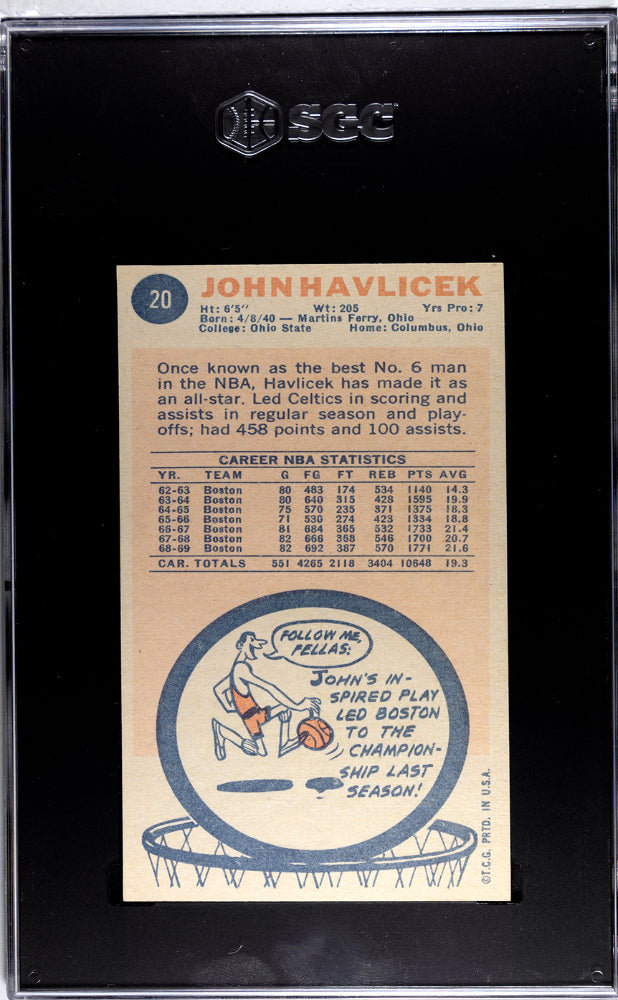 SGC
20
JOHN HAVLICEK
Ht: 6'5" Wt: 205 Yrs Pro: 7
Born: 4/8/40 — Martins Ferry, Ohio
College: Ohio State Home: Columbus, Ohio
Once known as the best No. 6 man
in the NBA, Havlicek has made it as
an all-star. Led Celtics in scoring and
assists in regular season and play-
offs; had 458 points and 100 assists.
CAREER NBA STATISTICS
YR. TEAM G FG FT REB PTS AVG
62-63 Boston 80 483 174 534 1140 14.3
63-64 Boston 80 640 315 428 1595 19.9
64-65 Boston 75 570 235 371 1375 18.3
65-66 Boston 71 530 274 423 1334 18.8
66-67 Boston 81 684 365 532 1733 21.4
67-68 Boston 82 666 368 546 1700 20.7
68-69 Boston 82 692 387 570 1771 21.6
CAR. TOTALS 551 4265 2118 3404 10648 19.3
FOLLOW ME,
FELLAS!
JOHN'S IN-
SPIRED PLAY
LED BOSTON
TO THE
CHAMPION-
SHIP LAST
SEASON!
©T.C.G. PRTD. IN U.S.A.